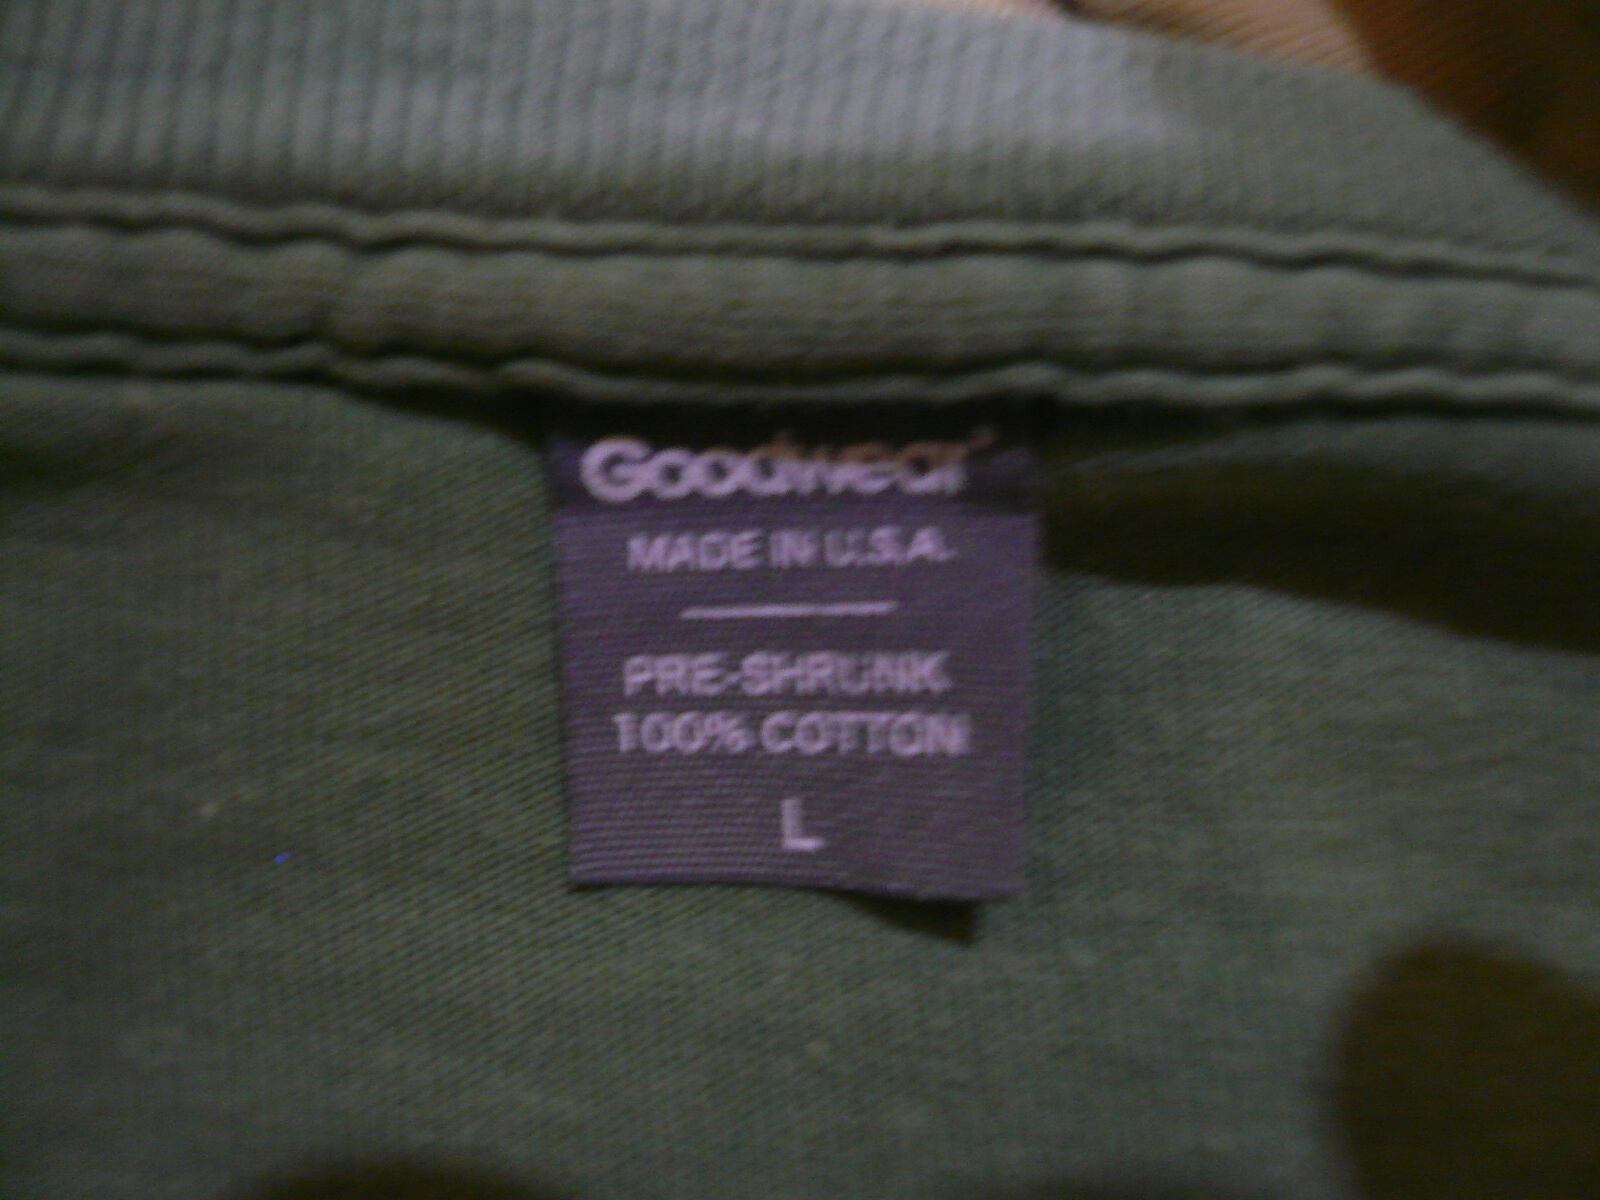 Goodwear
MADE IN U.S.A.
PRE-SHRUNK
100% COTTON
L